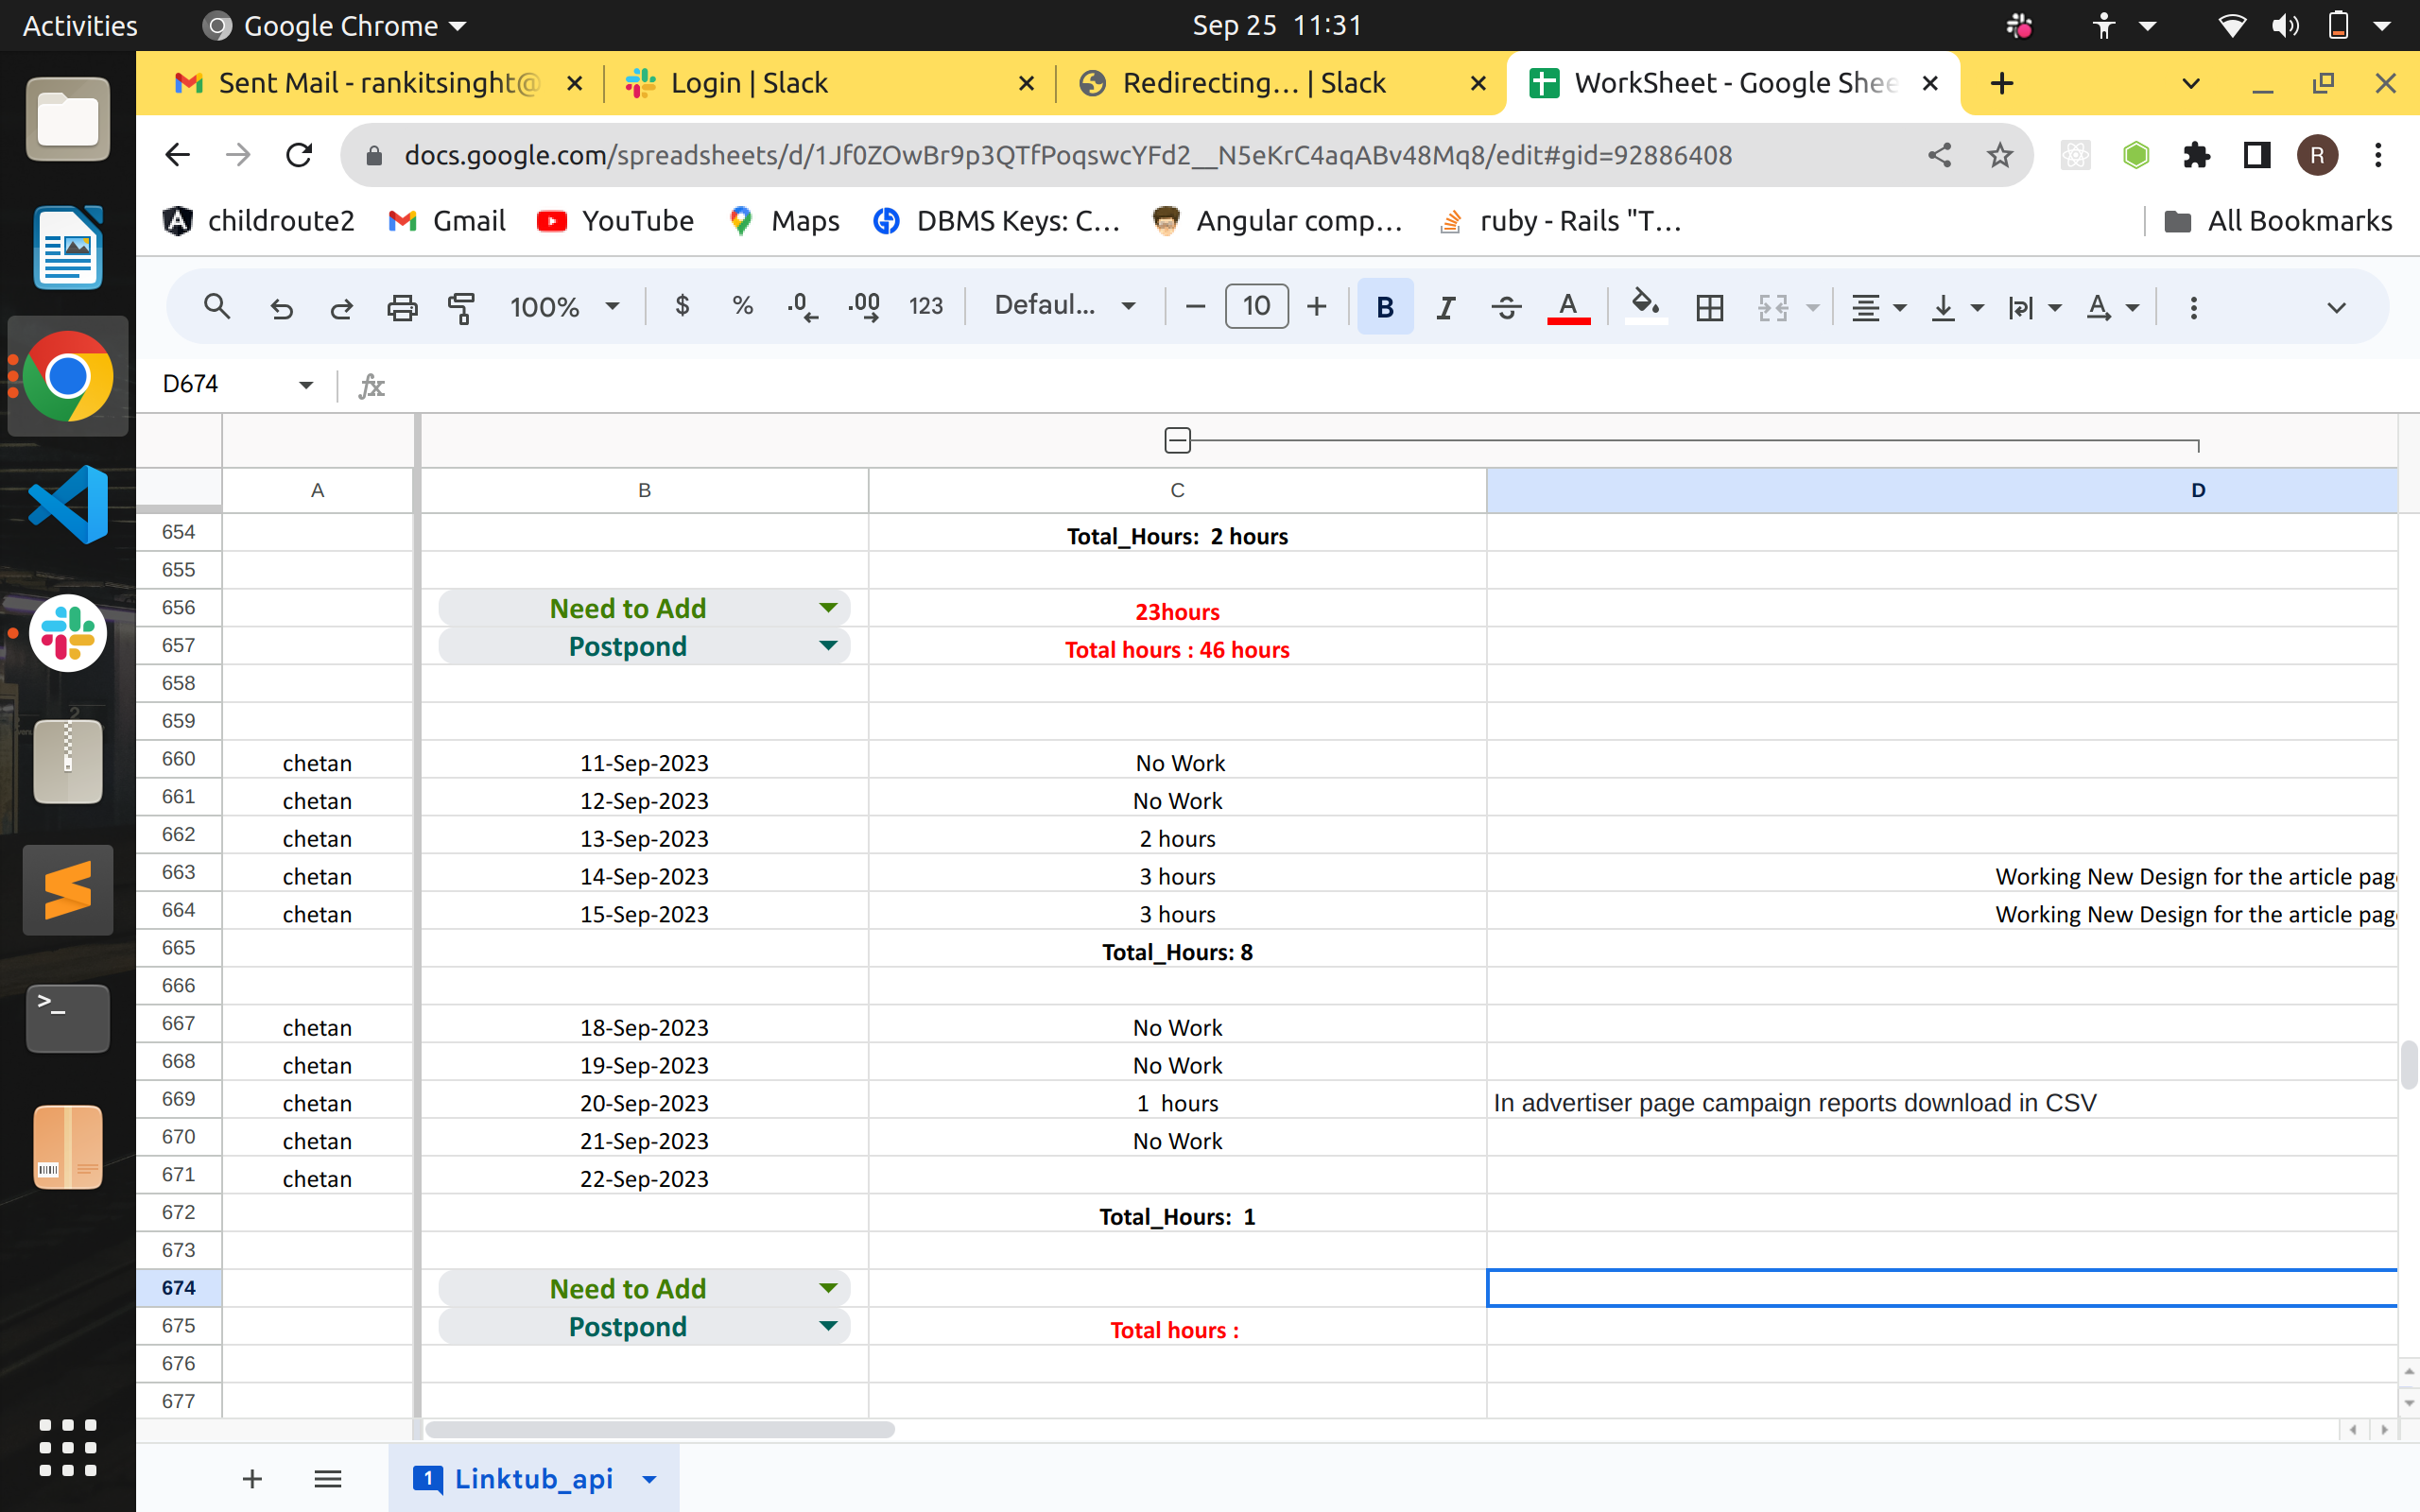 Activities Google Chrome Sep 25 11:31
Sent Mail - rankitsinght@ Login | Slack Redirecting... | Slack WorkSheet - Google Shee
docs.google.com/spreadsheets/d/1Jf0ZOwBr9p3QTfPoqswcYFd2__N5eKrC4aqABv48Mq8/edit#gid=92886408 R
childroute2 Gmail YouTube Maps DBMS Keys: C... Angular comp... ruby - Rails "T... All Bookmarks
100% $ % .0 .00 123 Defaul... 10 B I S A
D674 fx
A B C D
654 Total_Hours: 2 hours
655
656 Need to Add 23hours
657 Postpond Total hours : 46 hours
658
659
660 chetan 11-Sep-2023 No Work
661 chetan 12-Sep-2023 No Work
662 chetan 13-Sep-2023 2 hours
663 chetan 14-Sep-2023 3 hours Working New Design for the article pag
664 chetan 15-Sep-2023 3 hours Working New Design for the article pag
665 Total_Hours: 8
666
667 chetan 18-Sep-2023 No Work
668 chetan 19-Sep-2023 No Work
669 chetan 20-Sep-2023 1 hours In advertiser page campaign reports download in CSV
670 chetan 21-Sep-2023 No Work
671 chetan 22-Sep-2023
672 Total_Hours: 1
673
674 Need to Add
675 Postpond Total hours :
676
677
1 Linktub_api